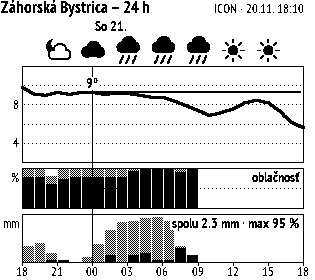 Záhorská Bystrica – 24 h ICON · 20.11. 18:10
So 21.
9°
8
4
% oblačnosť
mm spolu 2.3 mm · max 95 %
18 21 00 03 06 09 12 15 18